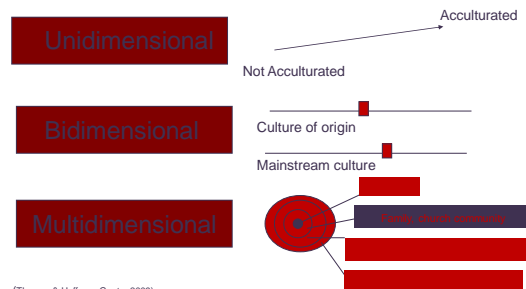 Unidimensional
Acculturated
Not Acculturated
Bidimensional
Culture of origin
Mainstream culture
Multidimensional